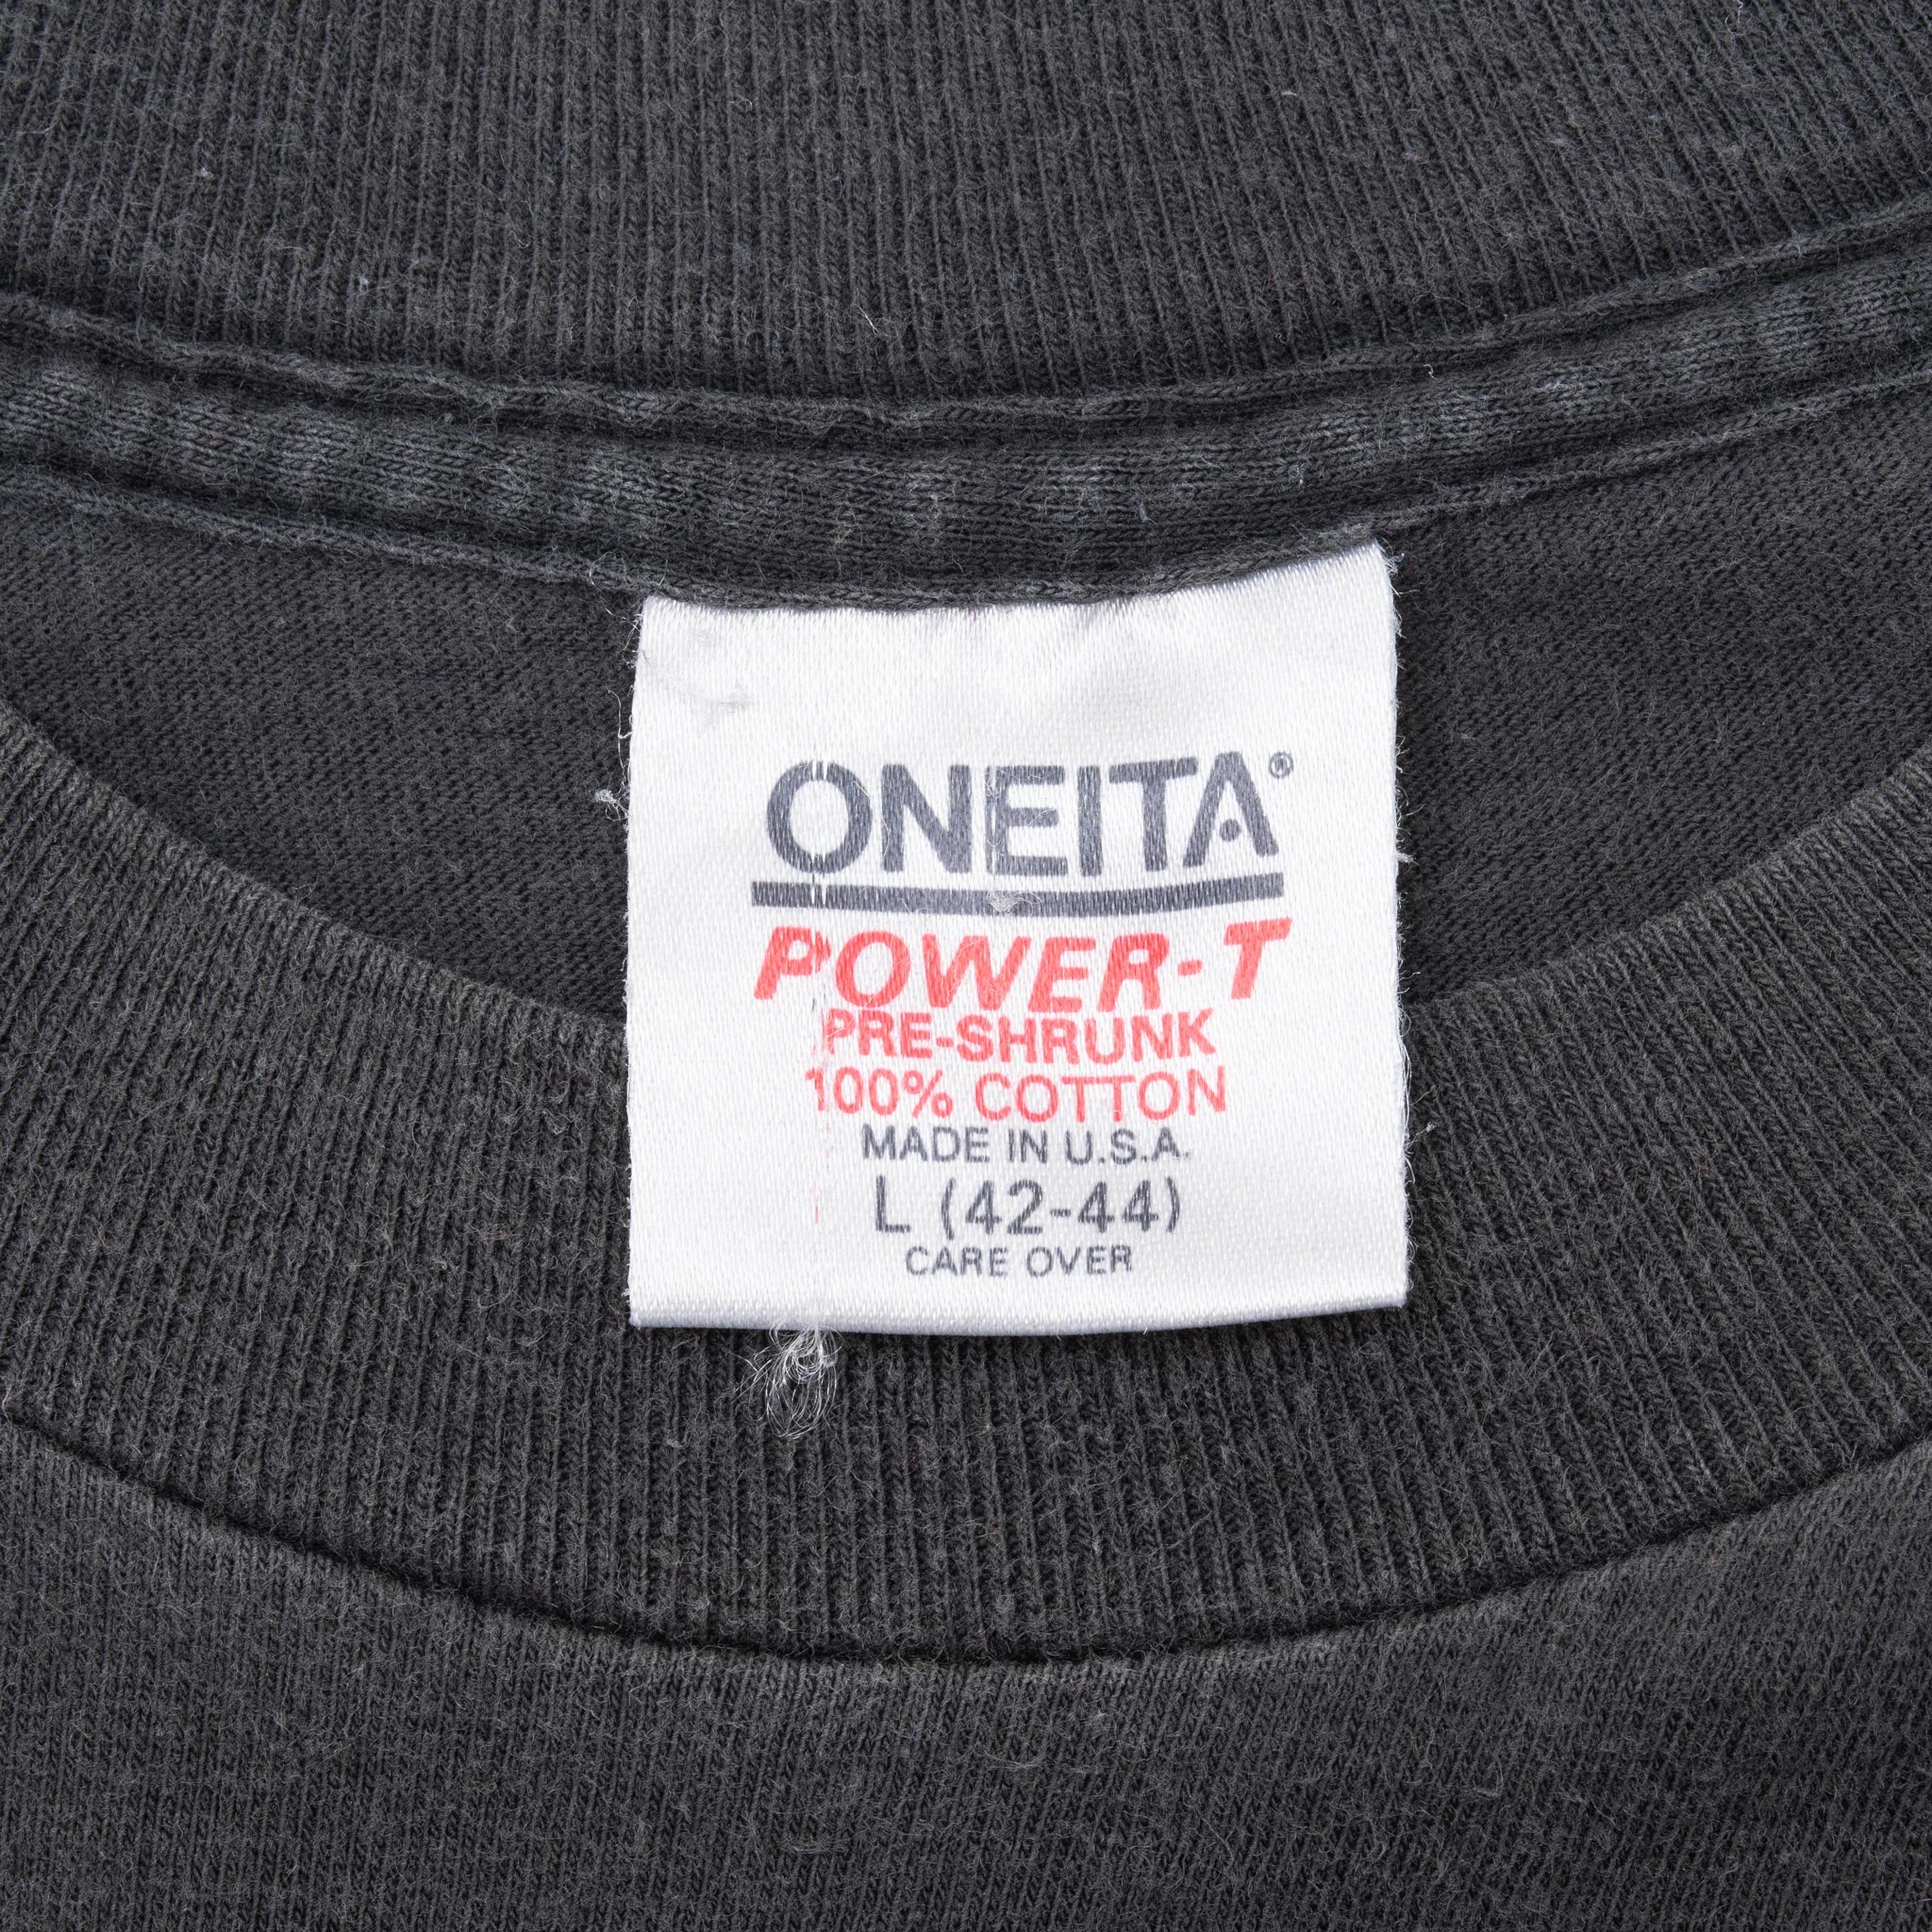 ONEITA®
POWER-T
PRE-SHRUNK
100% COTTON
MADE IN U.S.A.
L (42-44)
CARE OVER